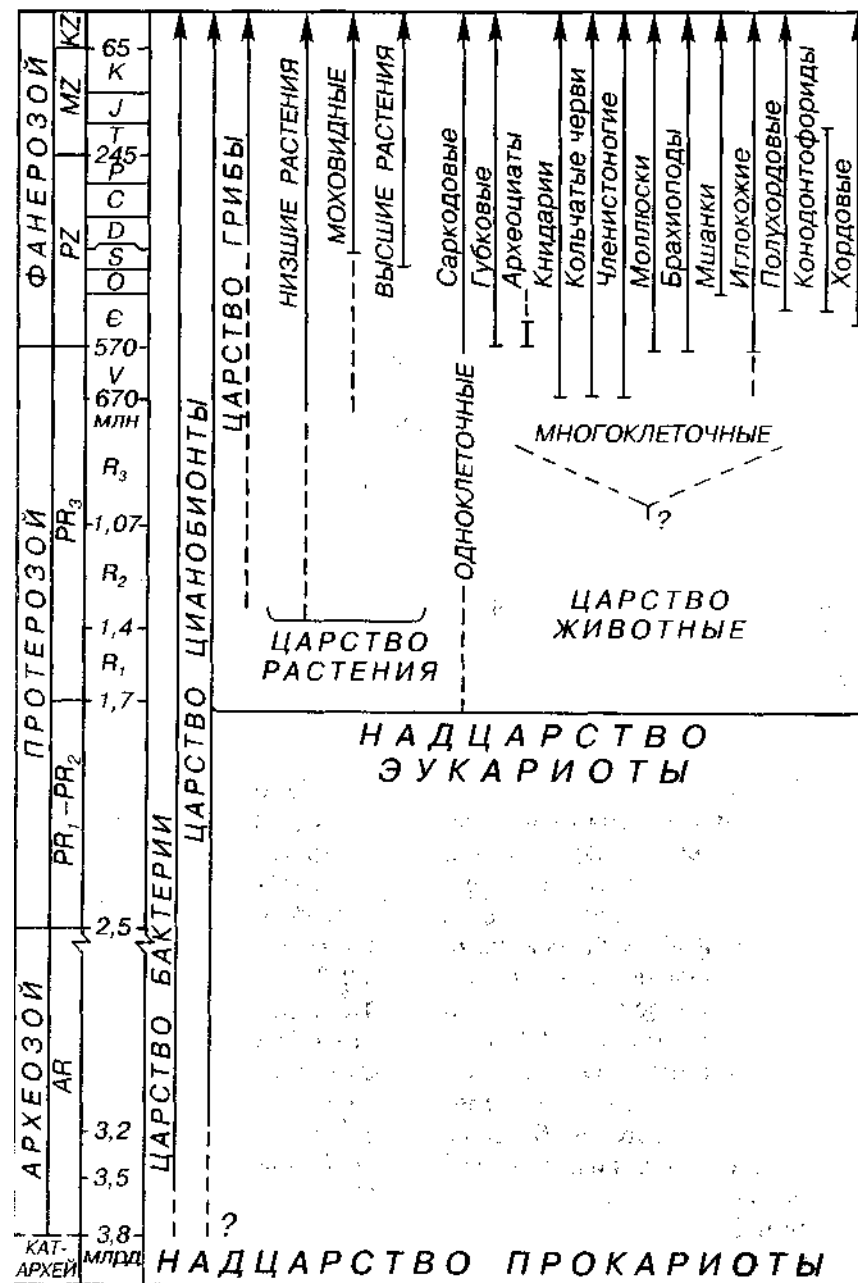 ФАНЕРОЗОЙ
ПРОТЕРОЗОЙ
АРХЕОЗОЙ
КАТ-
АРХЕЙ
KZ
MZ
PZ
PR₃
PR₁–PR₂
AR
65
K
J
T
245
P
C
D
S
O
Є
570
V
670
МЛН
R₃
1,07
R₂
1,4
R₁
1,7
2,5
3,2
3,5
3,8
МЛРД
ЦАРСТВО БАКТЕРИИ
ЦАРСТВО ЦИАНОБИОНТЫ
ЦАРСТВО ГРИБЫ
НИЗШИЕ РАСТЕНИЯ
МОХОВИДНЫЕ
ВЫСШИЕ РАСТЕНИЯ
ЦАРСТВО
РАСТЕНИЯ
Саркодовые
ОДНОКЛЕТОЧНЫЕ
Губковые
Археоциаты
Книдарии
Кольчатые черви
Членистоногие
Моллюски
Брахиоподы
Мшанки
Иглокожие
Полухордовые
Конодонтофориды
Хордовые
МНОГОКЛЕТОЧНЫЕ
?
ЦАРСТВО
ЖИВОТНЫЕ
НАДЦАРСТВО
ЭУКАРИОТЫ
?
НАДЦАРСТВО ПРОКАРИОТЫ